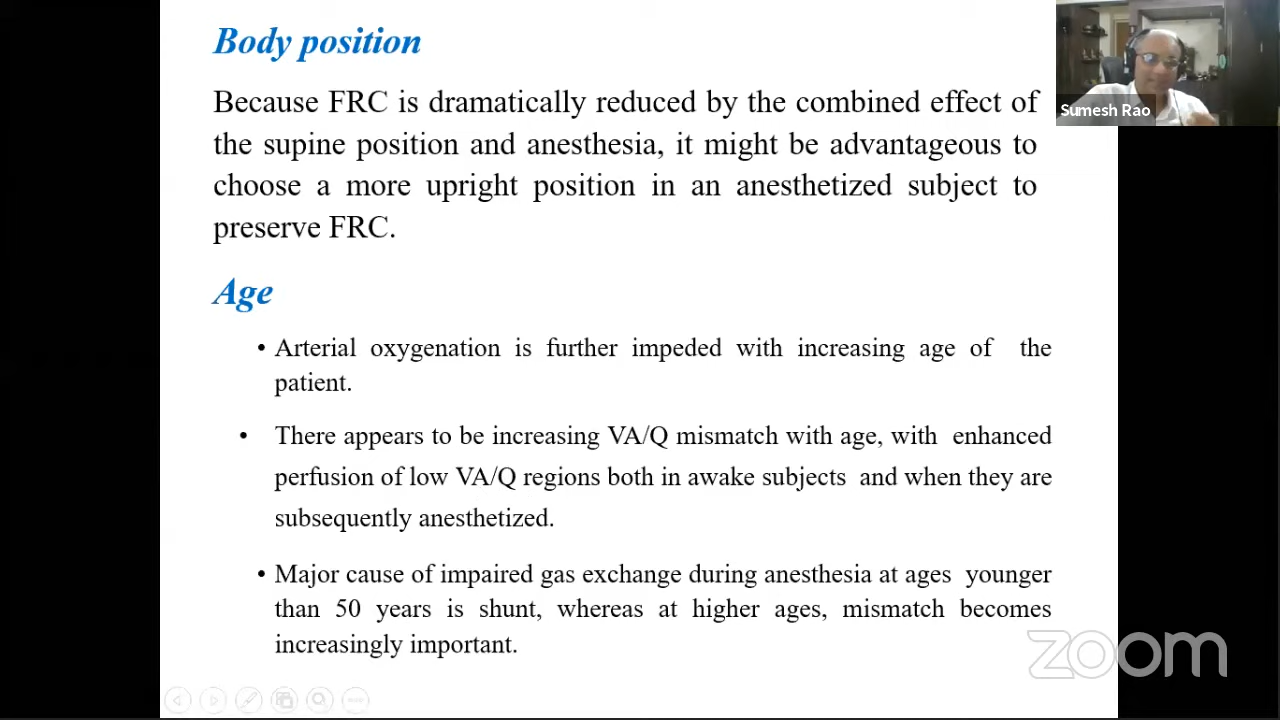 Body position
Because FRC is dramatically reduced by the combined effect of
the supine position and anesthesia, it might be advantageous to
choose a more upright position in an anesthetized subject to
preserve FRC.
Age
• Arterial oxygenation is further impeded with increasing age of the
patient.
• There appears to be increasing VA/Q mismatch with age, with enhanced
perfusion of low VA/Q regions both in awake subjects and when they are
subsequently anesthetized.
• Major cause of impaired gas exchange during anesthesia at ages younger
than 50 years is shunt, whereas at higher ages, mismatch becomes
increasingly important.
Sumesh Rao
zoom